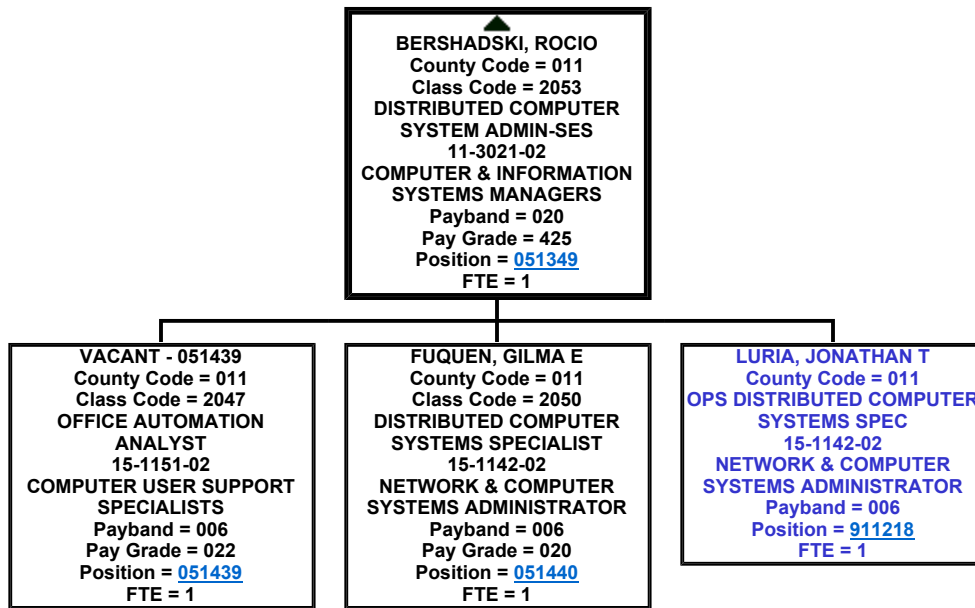 BERSHADSKI, ROCIO
County Code = 011
Class Code = 2053
DISTRIBUTED COMPUTER
SYSTEM ADMIN-SES
11-3021-02
COMPUTER & INFORMATION
SYSTEMS MANAGERS
Payband = 020
Pay Grade = 425
Position = 051349
FTE = 1
VACANT - 051439
County Code = 011
Class Code = 2047
OFFICE AUTOMATION
ANALYST
15-1151-02
COMPUTER USER SUPPORT
SPECIALISTS
Payband = 006
Pay Grade = 022
Position = 051439
FTE = 1
FUQUEN, GILMA E
County Code = 011
Class Code = 2050
DISTRIBUTED COMPUTER
SYSTEMS SPECIALIST
15-1142-02
NETWORK & COMPUTER
SYSTEMS ADMINISTRATOR
Payband = 006
Pay Grade = 020
Position = 051440
FTE = 1
LURIA, JONATHAN T
County Code = 011
OPS DISTRIBUTED COMPUTER
SYSTEMS SPEC
15-1142-02
NETWORK & COMPUTER
SYSTEMS ADMINISTRATOR
Payband = 006
Position = 911218
FTE = 1